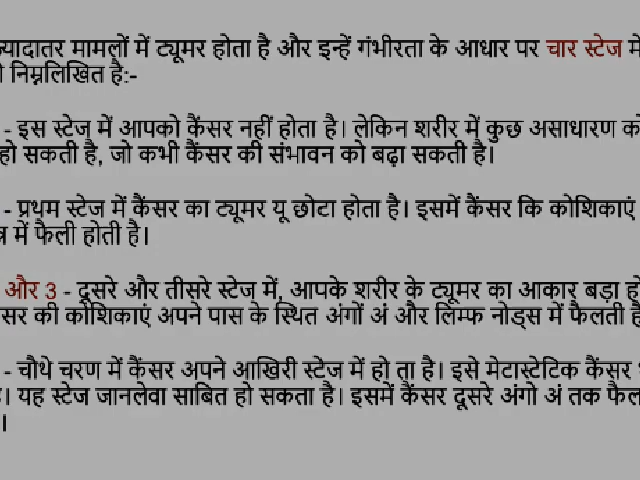 ज्यादातर मामलों में ट्यूमर होता है और इन्हें गंभीरता के आधार पर चार स्टेज में
निम्नलिखित है:-
- इस स्टेज में आपको कैंसर नहीं होता है। लेकिन शरीर में कुछ असाधारण
हो सकती है, जो कभी कैंसर की संभावन को बढ़ा सकती है।
- प्रथम स्टेज में कैंसर का ट्यूमर यू छोटा होता है। इसमें कैंसर कि कोशिकाएं
में फैली होती है।
और 3 - दूसरे और तीसरे स्टेज में, आपके शरीर के ट्यूमर का आकार बड़ा
की कोशिकाएं अपने पास के स्थित अंगों अं और लिम्फ नोड्स में फैलती है
- चौथे चरण में कैंसर अपने आखिरी स्टेज में हो ता है। इसे मेटास्टेटिक कैंसर
। यह स्टेज जानलेवा साबित हो सकता है। इसमें कैंसर दूसरे अंगो अं तक
।